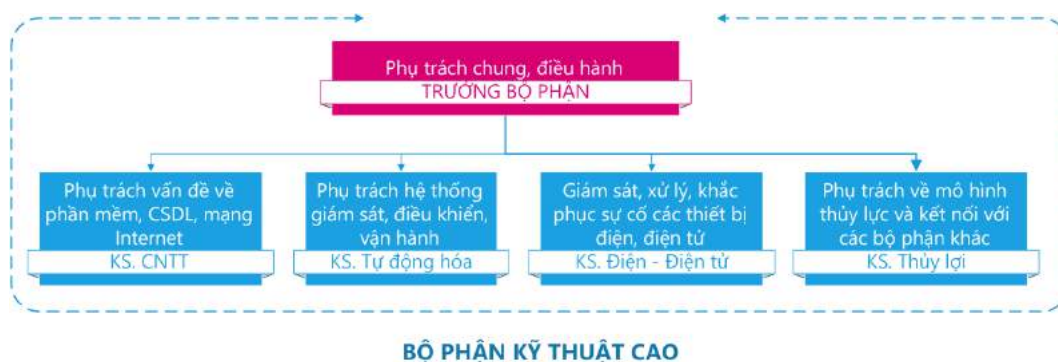 Phụ trách chung, điều hành
TRƯỞNG BỘ PHẬN
Phụ trách vấn đề về
phần mềm, CSDL, mạng
Internet
KS. CNTT
Phụ trách hệ thống
giám sát, điều khiển,
vận hành
KS. Tự động hóa
Giám sát, xử lý, khắc
phục sự cố các thiết bị
điện, điện tử
KS. Điện - Điện tử
Phụ trách về mô hình
thủy lực và kết nối với
các bộ phận khác
KS. Thủy lợi
BỘ PHẬN KỸ THUẬT CAO